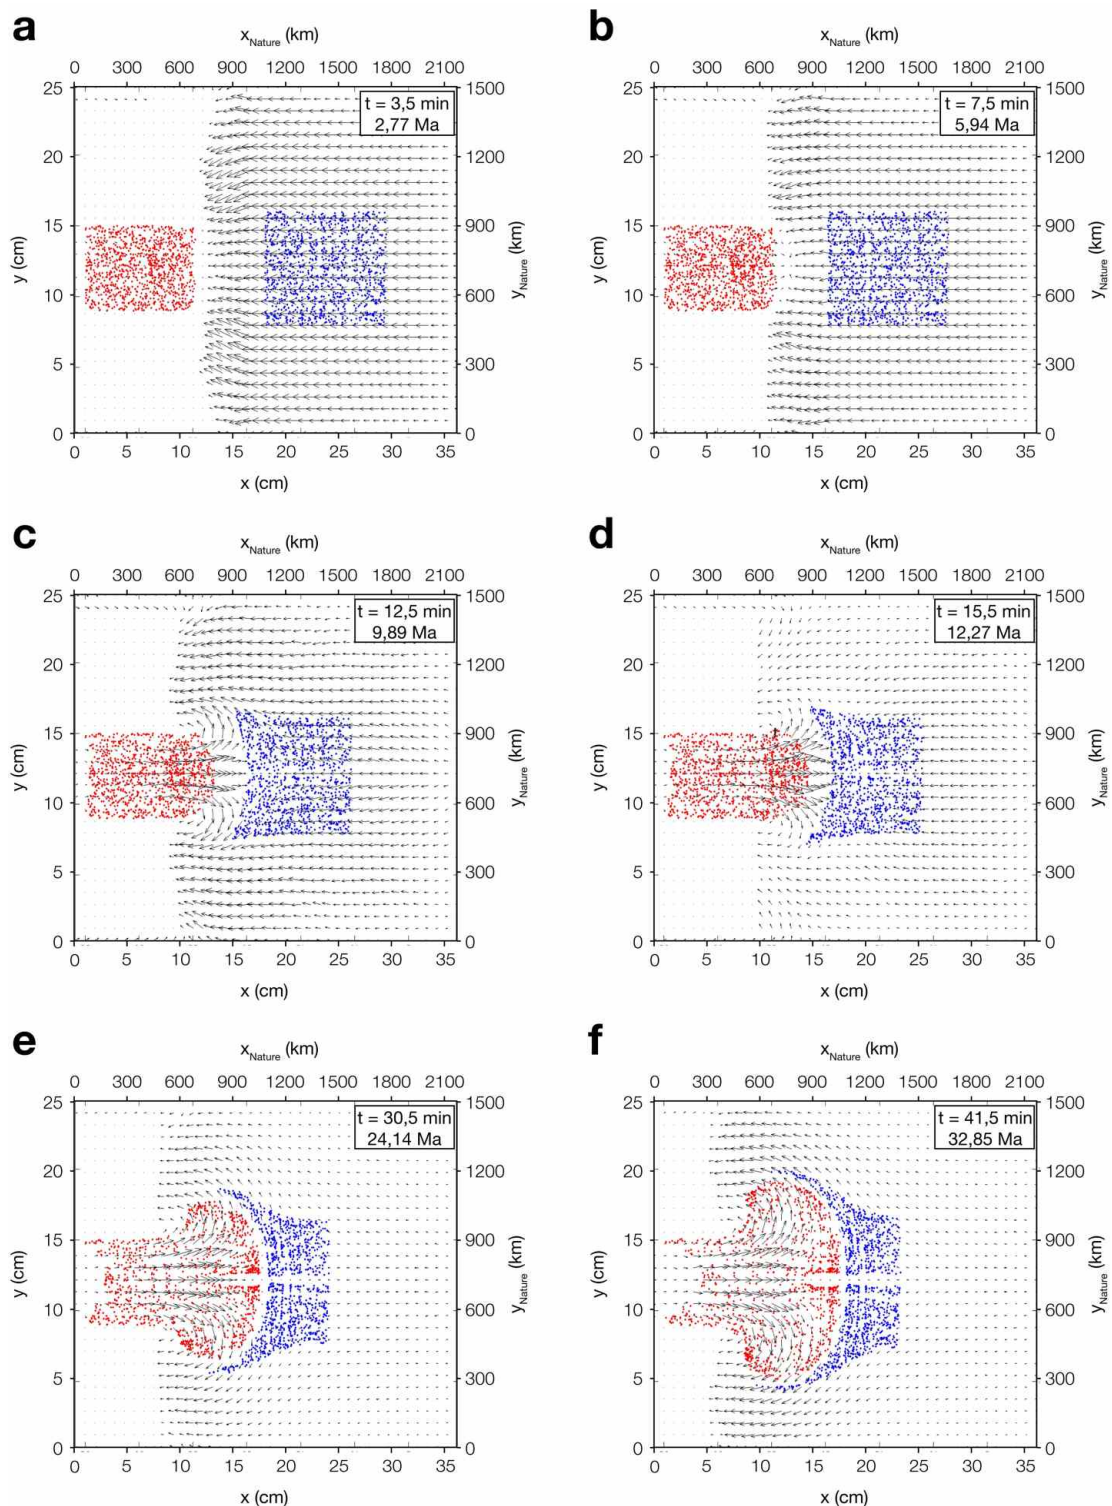 a
x_Nature (km)
0 300 600 900 1200 1500 1800 2100
t = 3,5 min
2,77 Ma
25
20
15
10
5
0
y (cm)
1500
1200
900
600
300
0
y_Nature (km)
0 5 10 15 20 25 30 35
x (cm)
b
x_Nature (km)
0 300 600 900 1200 1500 1800 2100
t = 7,5 min
5,94 Ma
25
20
15
10
5
0
y (cm)
1500
1200
900
600
300
0
y_Nature (km)
0 5 10 15 20 25 30 35
x (cm)
c
x_Nature (km)
0 300 600 900 1200 1500 1800 2100
t = 12,5 min
9,89 Ma
25
20
15
10
5
0
y (cm)
1500
1200
900
600
300
0
y_Nature (km)
0 5 10 15 20 25 30 35
x (cm)
d
x_Nature (km)
0 300 600 900 1200 1500 1800 2100
t = 15,5 min
12,27 Ma
25
20
15
10
5
0
y (cm)
1500
1200
900
600
300
0
y_Nature (km)
0 5 10 15 20 25 30 35
x (cm)
e
x_Nature (km)
0 300 600 900 1200 1500 1800 2100
t = 30,5 min
24,14 Ma
25
20
15
10
5
0
y (cm)
1500
1200
900
600
300
0
y_Nature (km)
0 5 10 15 20 25 30 35
x (cm)
f
x_Nature (km)
0 300 600 900 1200 1500 1800 2100
t = 41,5 min
32,85 Ma
25
20
15
10
5
0
y (cm)
1500
1200
900
600
300
0
y_Nature (km)
0 5 10 15 20 25 30 35
x (cm)